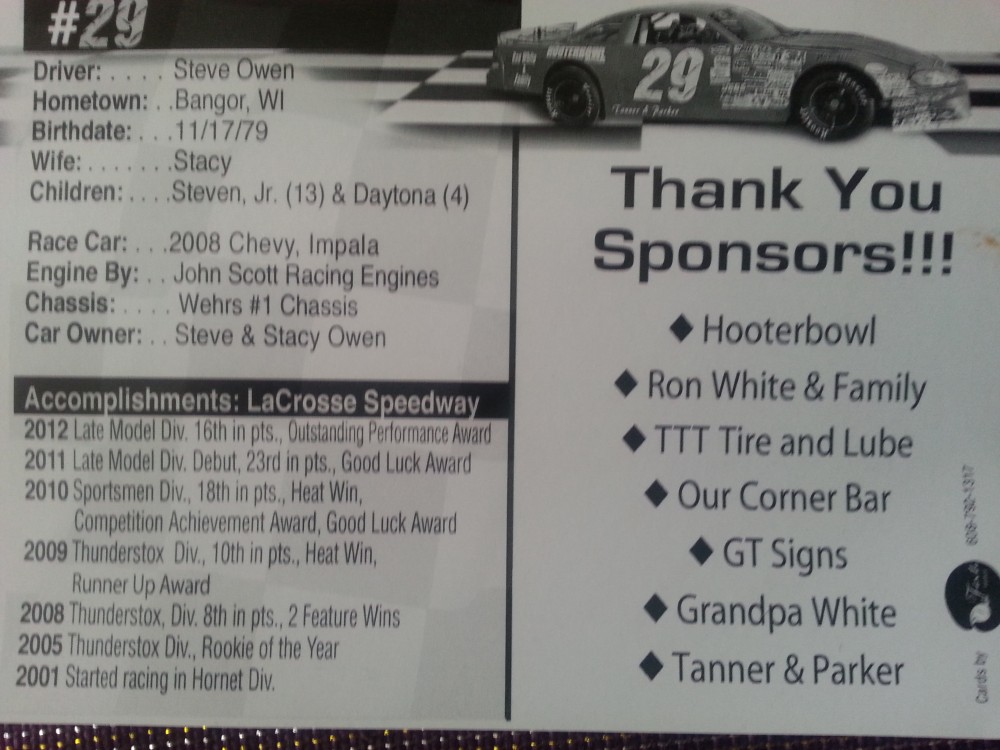 #29
Driver: . . . . Steve Owen
Hometown: . .Bangor, WI
Birthdate: . . .11/17/79
Wife: . . . . . . .Stacy
Children: . . . .Steven, Jr. (13) & Daytona (4)
Race Car: . . .2008 Chevy, Impala
Engine By: . . John Scott Racing Engines
Chassis: . . . . Wehrs #1 Chassis
Car Owner: . . Steve & Stacy Owen
Accomplishments: LaCrosse Speedway
2012 Late Model Div. 16th in pts., Outstanding Performance Award
2011 Late Model Div. Debut, 23rd in pts., Good Luck Award
2010 Sportsmen Div., 18th in pts., Heat Win,
Competition Achievement Award, Good Luck Award
2009 Thunderstox Div., 10th in pts., Heat Win,
Runner Up Award
2008 Thunderstox, Div. 8th in pts., 2 Feature Wins
2005 Thunderstox Div., Rookie of the Year
2001 Started racing in Hornet Div.
HOOTERBOWL
29
Tanner & Parker
Hoosier
Thank You
Sponsors!!!
◆ Hooterbowl
◆ Ron White & Family
◆ TTT Tire and Lube
◆ Our Corner Bar
◆ GT Signs
◆ Grandpa White
◆ Tanner & Parker
Cards by
608-792-1317